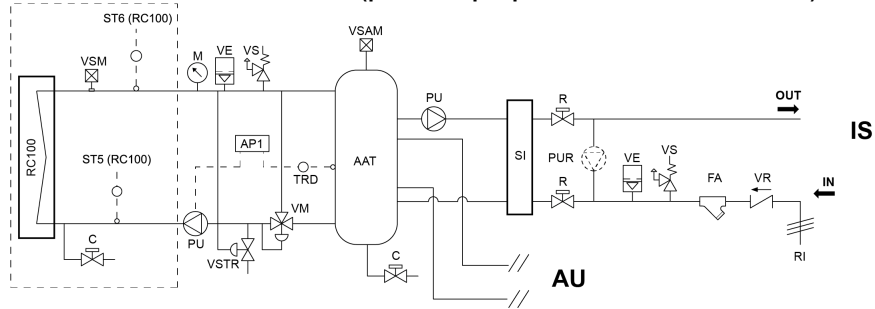 ST6 (RC100)
VSAM
VSM
M
VE
VS
PU
R
OUT
IS
RC100
ST5 (RC100)
AP1
TRD
AAT
SI
PUR
VE
VS
FA
VR
IN
R
VM
C
PU
VSTR
C
AU
RI